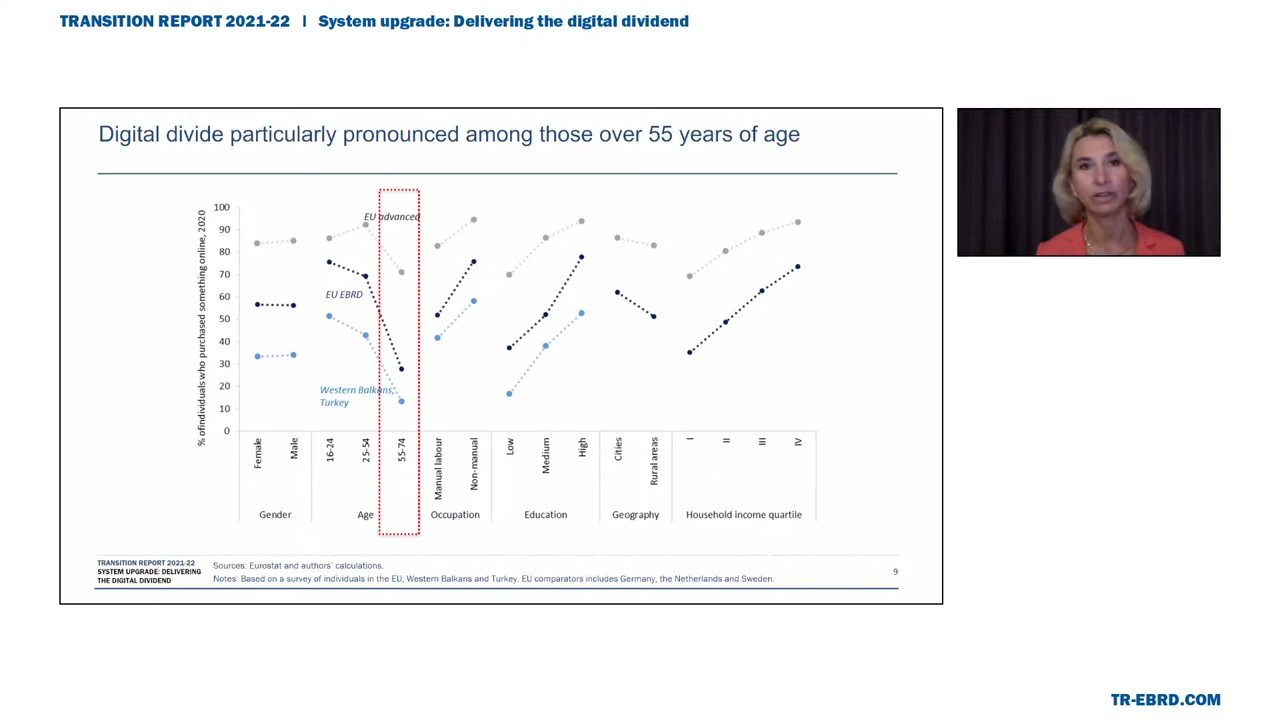 TRANSITION REPORT 2021-22 | System upgrade: Delivering the digital dividend
Digital divide particularly pronounced among those over 55 years of age
% ofindividuals who purchased something online, 2020
100
90
80
70
60
50
40
30
20
10
0
EU advanced
EU EBRD
Western Balkans,
Turkey
Female
Male
16-24
25-54
55-74
Manual labour
Non-manual
Low
Medium
High
Cities
Rural areas
I
II
III
IV
Gender
Age
Occupation
Education
Geography
Household income quartile
TRANSITION REPORT 2021-22
SYSTEM UPGRADE: DELIVERING
THE DIGITAL DIVIDEND
Sources: Eurostat and authors' calculations.
Notes: Based on a survey of individuals in the EU, Western Balkans and Turkey. EU comparators includes Germany, the Netherlands and Sweden.
9
TR-EBRD.COM